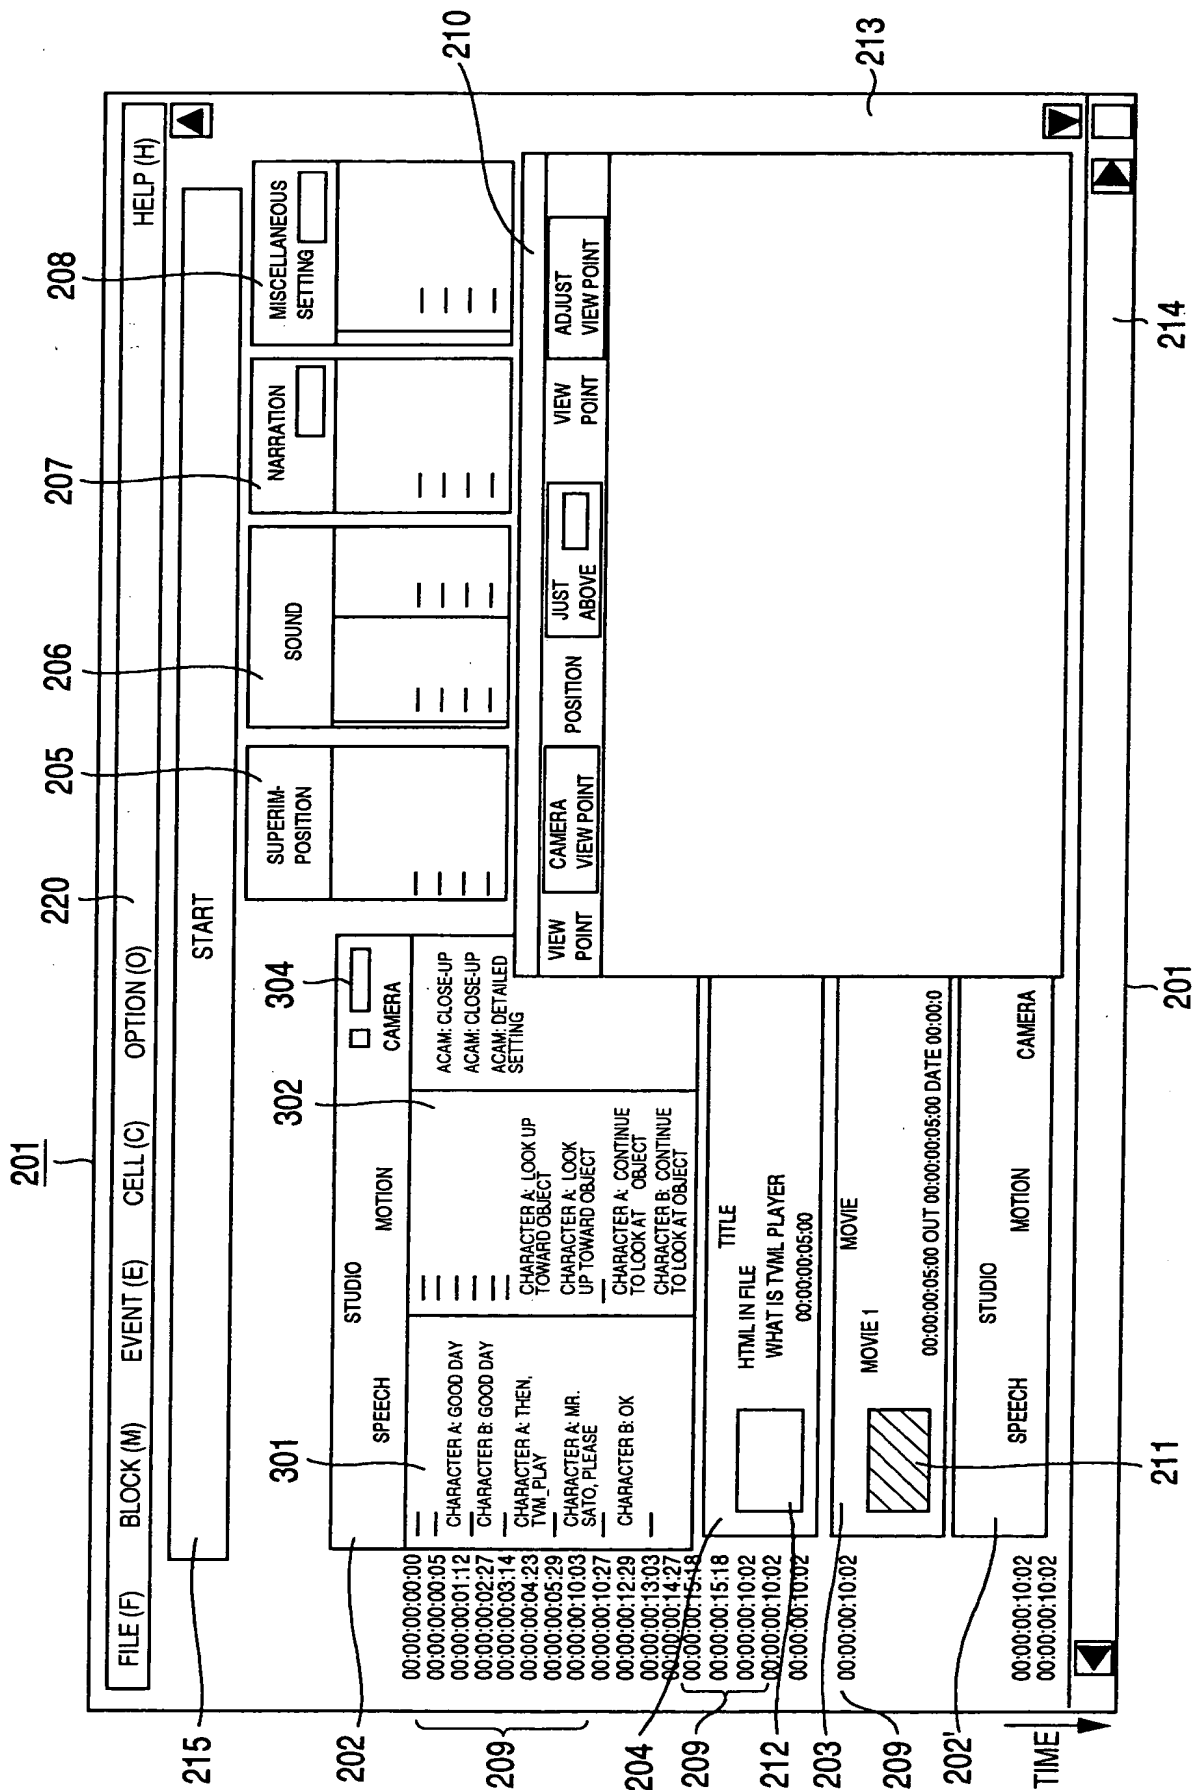 201
FILE (F) BLOCK (M) EVENT (E) CELL (C) OPTION (O) HELP (H)
220
215
START
202
STUDIO
304
SPEECH MOTION CAMERA
301
302
205
SUPERIM-
POSITION
206
SOUND
207
NARRATION
208
MISCELLANEOUS
SETTING
00:00:00:00:00
00:00:00:00:05
00:00:00:01:12
00:00:00:02:27
00:00:00:03:14
00:00:00:04:23
00:00:00:05:29
00:00:00:10:03
00:00:00:10:27
00:00:00:12:29
00:00:00:13:03
00:00:00:14:27
00:00:00:15:18
00:00:00:15:18
00:00:00:10:02
00:00:00:10:02
00:00:00:10:02
00:00:00:10:02
00:00:00:10:02
00:00:00:10:02
209
CHARACTER A: GOOD DAY
CHARACTER B: GOOD DAY
CHARACTER A: THEN,
TVM_PLAY
CHARACTER A: MR.
SATO, PLEASE
CHARACTER B: OK
CHARACTER A: LOOK UP
TOWARD OBJECT
CHARACTER A: LOOK
UP TOWARD OBJECT
CHARACTER A: CONTINUE
TO LOOK AT OBJECT
CHARACTER B: CONTINUE
TO LOOK AT OBJECT
ACAM: CLOSE-UP
ACAM: CLOSE-UP
ACAM: DETAILED
SETTING
210
VIEW
POINT
CAMERA
VIEW POINT
POSITION
JUST
ABOVE
VIEW
POINT
ADJUST
VIEW POINT
204
TITLE
209
HTML IN FILE
WHAT IS TVML PLAYER
00:00:00:05:00
212
203
MOVIE
MOVIE 1
00:00:00:05:00 OUT 00:00:00:05:00 DATE 00:00:0
209
211
202'
STUDIO
SPEECH MOTION CAMERA
213
214
201
TIME